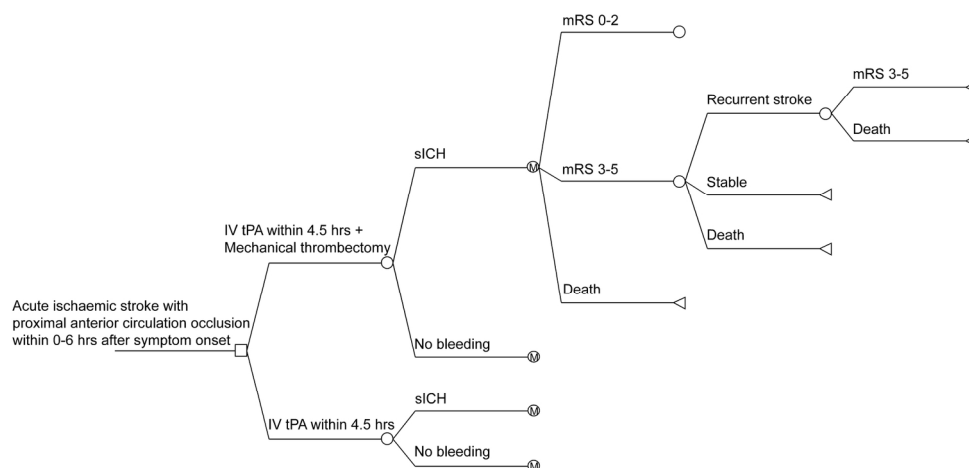 mRS 0-2
mRS 3-5
Recurrent stroke
Death
sICH
M
mRS 3-5
Stable
IV tPA within 4.5 hrs +
Mechanical thrombectomy
Death
Death
Acute ischaemic stroke with
proximal anterior circulation occlusion
within 0-6 hrs after symptom onset
No bleeding
M
sICH
M
IV tPA within 4.5 hrs
No bleeding
M